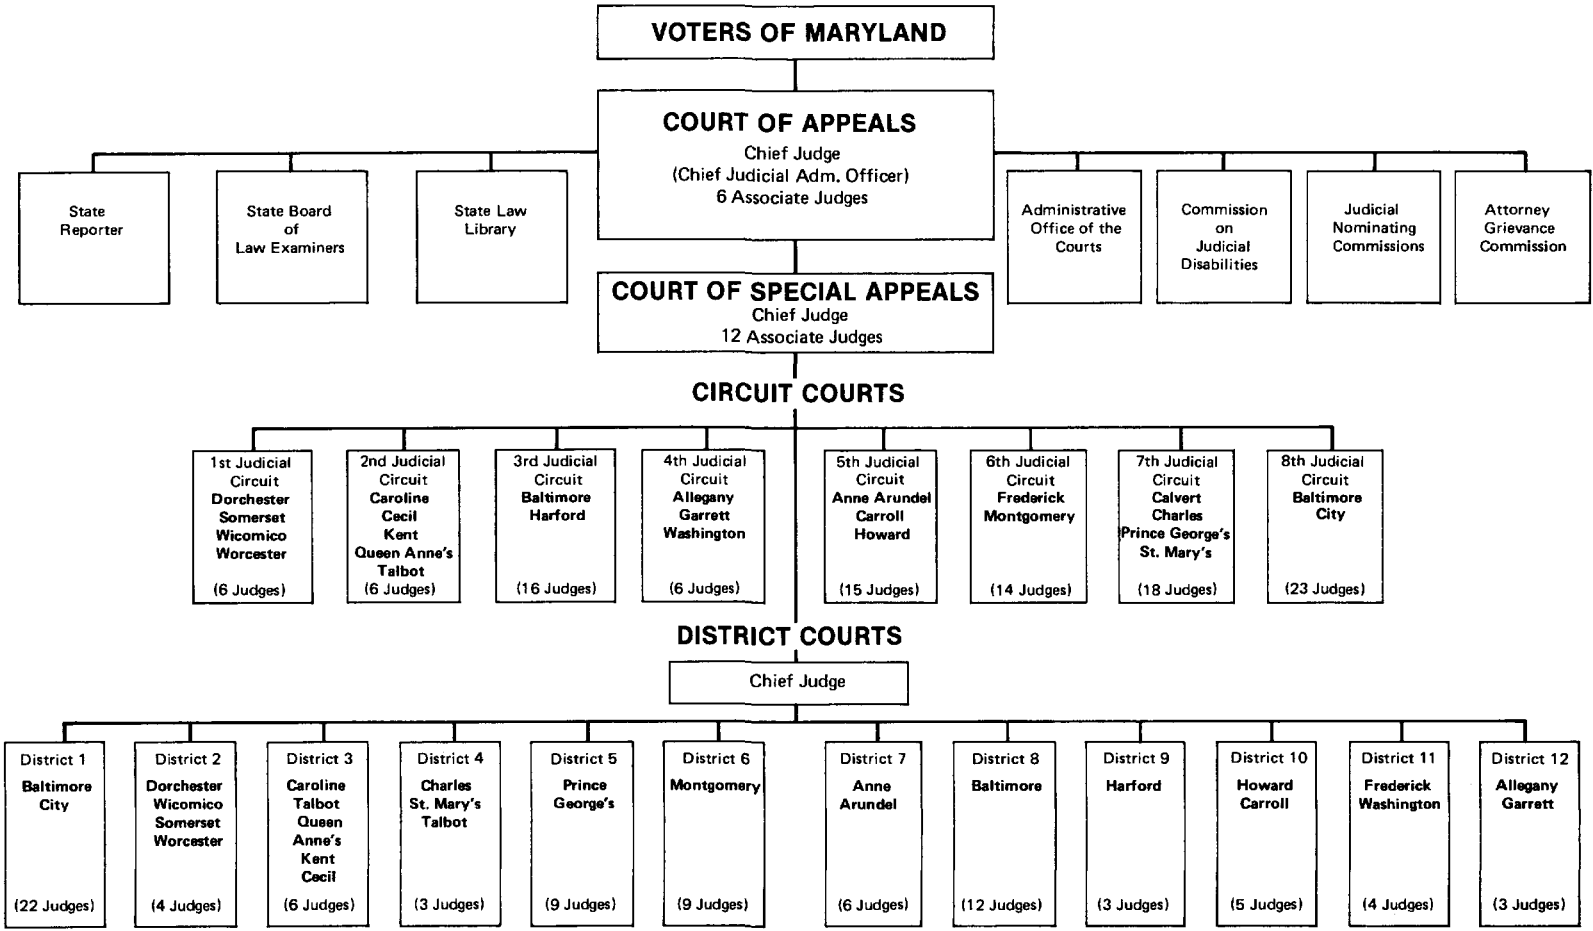 VOTERS OF MARYLAND
COURT OF APPEALS
Chief Judge
(Chief Judicial Adm. Officer)
6 Associate Judges
State
Reporter
State Board
of
Law Examiners
State Law
Library
Administrative
Office of the
Courts
Commission
on
Judicial
Disabilities
Judicial
Nominating
Commissions
Attorney
Grievance
Commission
COURT OF SPECIAL APPEALS
Chief Judge
12 Associate Judges
CIRCUIT COURTS
1st Judicial
Circuit
Dorchester
Somerset
Wicomico
Worcester
(6 Judges)
2nd Judicial
Circuit
Caroline
Cecil
Kent
Queen Anne's
Talbot
(6 Judges)
3rd Judicial
Circuit
Baltimore
Harford
(16 Judges)
4th Judicial
Circuit
Allegany
Garrett
Washington
(6 Judges)
5th Judicial
Circuit
Anne Arundel
Carroll
Howard
(15 Judges)
6th Judicial
Circuit
Frederick
Montgomery
(14 Judges)
7th Judicial
Circuit
Calvert
Charles
Prince George's
St. Mary's
(18 Judges)
8th Judicial
Circuit
Baltimore
City
(23 Judges)
DISTRICT COURTS
Chief Judge
District 1
Baltimore
City
(22 Judges)
District 2
Dorchester
Wicomico
Somerset
Worcester
(4 Judges)
District 3
Caroline
Talbot
Queen
Anne's
Kent
Cecil
(6 Judges)
District 4
Charles
St. Mary's
Talbot
(3 Judges)
District 5
Prince
George's
(9 Judges)
District 6
Montgomery
(9 Judges)
District 7
Anne
Arundel
(6 Judges)
District 8
Baltimore
(12 Judges)
District 9
Harford
(3 Judges)
District 10
Howard
Carroll
(5 Judges)
District 11
Frederick
Washington
(4 Judges)
District 12
Allegany
Garrett
(3 Judges)